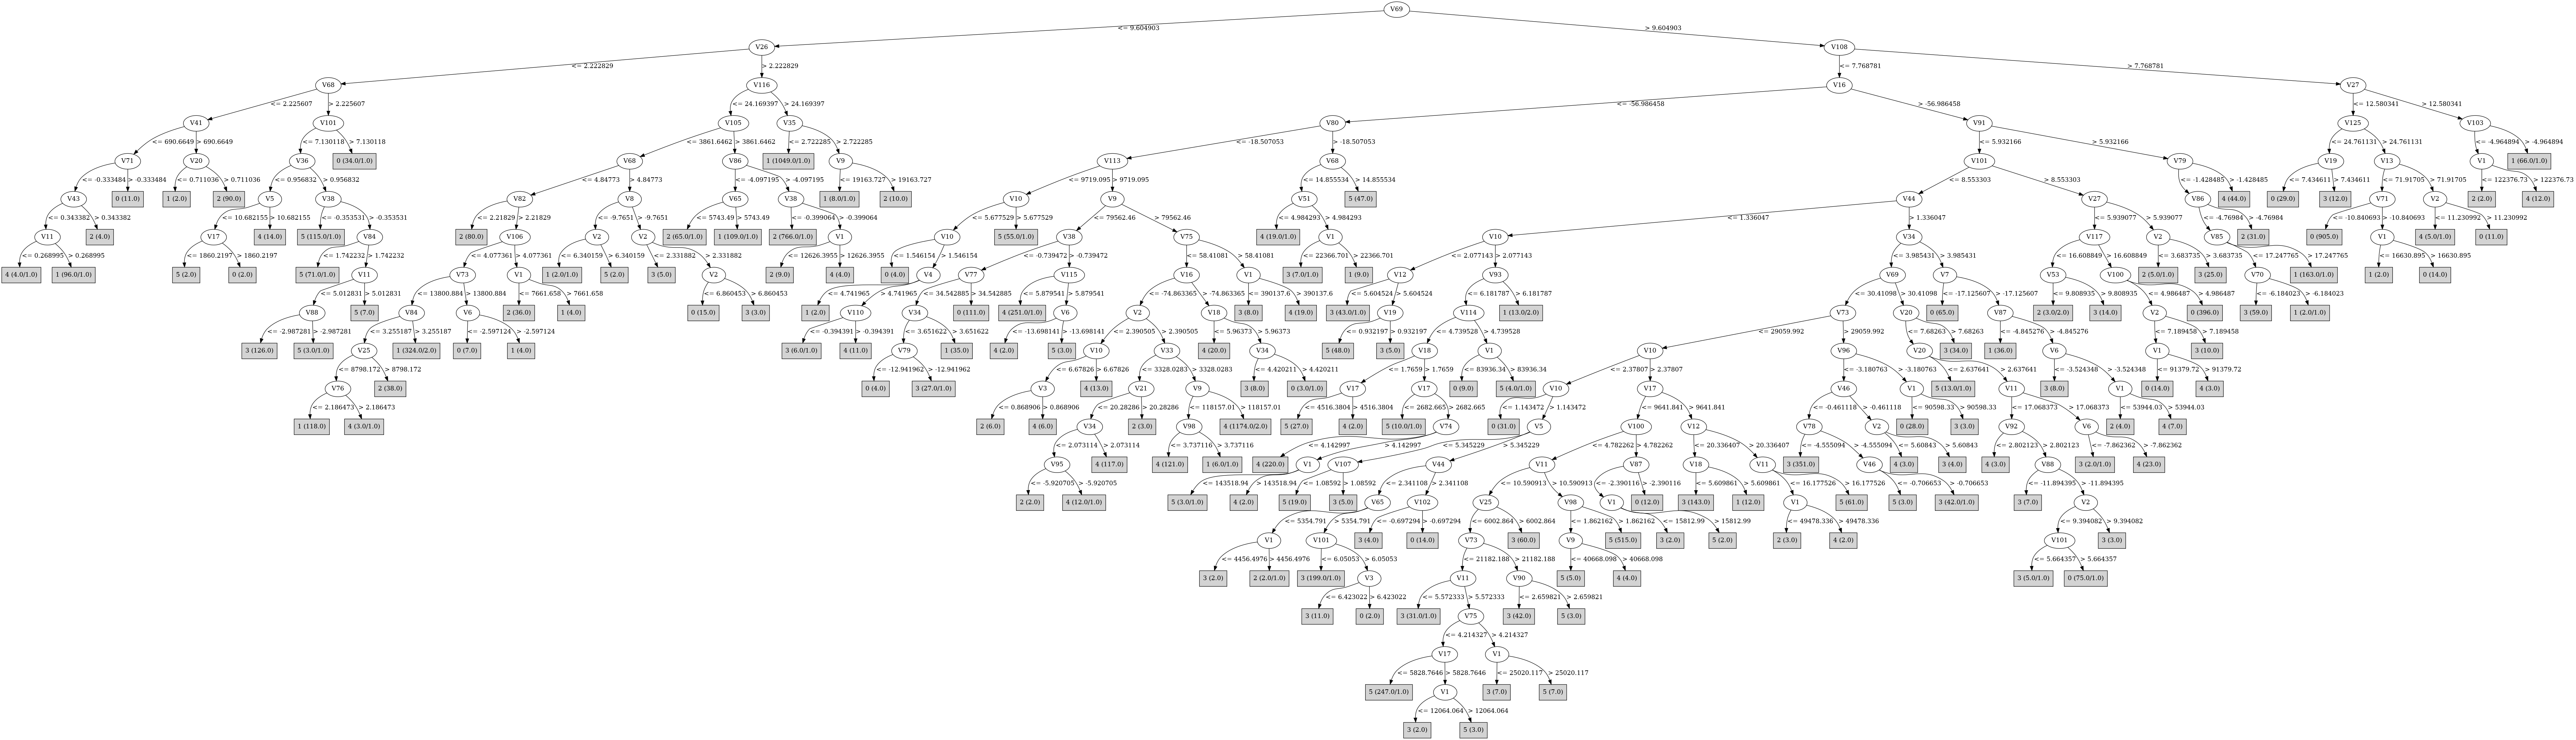 V69
<= 9.604903 > 9.604903
V26 V108
<= 2.222829 > 2.222829 <= 7.768781 > 7.768781
V68 V116 V16 V27
<= 2.225607 > 2.225607 <= 24.169397 > 24.169397 <= -56.986458 > -56.986458 <= 12.580341 > 12.580341
V41 V101 V105 V35 V80 V91 V125 V103
<= 690.6649 > 690.6649 <= 7.130118 > 7.130118 <= 3861.6462 > 3861.6462 <= 2.722285 > 2.722285 <= -18.507053 > -18.507053 <= 5.932166 > 5.932166 <= 24.761131 > 24.761131 <= -4.964894 > -4.964894
V71 V20 V36 0 (34.0/1.0) V68 V86 1 (1049.0/1.0) V9 V113 V68 V101 V79 V19 V13 V1 1 (66.0/1.0)
<= -0.333484 > -0.333484 <= 0.711036 > 0.711036 <= 0.956832 > 0.956832 <= 4.84773 > 4.84773 <= -4.097195 > -4.097195 <= 19163.727 > 19163.727 <= 9719.095 > 9719.095 <= 14.855534 > 14.855534 <= 8.553303 > 8.553303 <= -1.428485 > -1.428485 <= 7.434611 > 7.434611 <= 71.91705 > 71.91705 <= 122376.73 > 122376.73
V43 0 (11.0) 1 (2.0) 2 (90.0) V5 V38 V82 V8 V65 V38 1 (8.0/1.0) 2 (10.0) V10 V9 V51 5 (47.0) V44 V27 V86 4 (44.0) 0 (29.0) 3 (12.0) V71 V2 2 (2.0) 4 (12.0)
<= 0.343382 > 0.343382 <= 10.682155 > 10.682155 <= -0.353531 > -0.353531 <= 2.21829 > 2.21829 <= -9.7651 > -9.7651 <= 5743.49 > 5743.49 <= -0.399064 > -0.399064 <= 5.677529 > 5.677529 <= 79562.46 > 79562.46 <= 4.984293 > 4.984293 <= 1.336047 > 1.336047 <= 5.939077 > 5.939077 <= -4.76984 > -4.76984 <= -10.840693 > -10.840693 <= 11.230992 > 11.230992
V11 2 (4.0) V17 4 (14.0) 5 (115.0/1.0) V84 2 (80.0) V106 V2 V2 2 (65.0/1.0) 1 (109.0/1.0) 2 (766.0/1.0) V1 V10 5 (55.0/1.0) V38 V75 4 (19.0/1.0) V1 V10 V34 V117 V2 V85 2 (31.0) 0 (905.0) V1 4 (5.0/1.0) 0 (11.0)
<= 0.268995 > 0.268995 <= 1860.2197 > 1860.2197 <= 1.742232 > 1.742232 <= 4.077361 > 4.077361 <= 6.340159 > 6.340159 <= 2.331882 > 2.331882 <= 12626.3955 > 12626.3955 <= 1.546154 > 1.546154 <= -0.739472 > -0.739472 <= 58.41081 > 58.41081 <= 22366.701 > 22366.701 <= 2.077143 > 2.077143 <= 3.985431 > 3.985431 <= 16.608849 > 16.608849 <= 3.683735 > 3.683735 <= 17.247765 > 17.247765 <= 16630.895 > 16630.895
4 (4.0/1.0) 1 (96.0/1.0) 5 (2.0) 0 (2.0) 5 (71.0/1.0) V11 V73 V1 1 (2.0/1.0) 5 (2.0) 3 (5.0) V2 2 (9.0) 4 (4.0) 0 (4.0) V4 V77 V115 V16 V1 3 (7.0/1.0) 1 (9.0) V12 V93 V69 V7 V53 V100 2 (5.0/1.0) 3 (25.0) V70 1 (163.0/1.0) 1 (2.0) 0 (14.0)
<= 5.012831 > 5.012831 <= 13800.884 > 13800.884 <= 7661.658 > 7661.658 <= 6.860453 > 6.860453 <= 4.741965 > 4.741965 <= 34.542885 > 34.542885 <= 5.879541 > 5.879541 <= -74.863365 > -74.863365 <= 390137.6 > 390137.6 <= 5.604524 > 5.604524 <= 6.181787 > 6.181787 <= 30.41098 > 30.41098 <= -17.125607 > -17.125607 <= 9.808935 > 9.808935 <= 4.986487 > 4.986487 <= -6.184023 > -6.184023
V88 5 (7.0) V84 V6 2 (36.0) 1 (4.0) 0 (15.0) 3 (3.0) 1 (2.0) V110 V34 0 (111.0) 4 (251.0/1.0) V6 V2 V18 3 (8.0) 4 (19.0) 3 (43.0/1.0) V19 V114 1 (13.0/2.0) V73 V20 0 (65.0) V87 2 (3.0/2.0) 3 (14.0) V2 0 (396.0) 3 (59.0) 1 (2.0/1.0)
<= -2.987281 > -2.987281 <= 3.255187 > 3.255187 <= -2.597124 > -2.597124 <= -0.394391 > -0.394391 <= 3.651622 > 3.651622 <= -13.698141 > -13.698141 <= 2.390505 > 2.390505 <= 5.96373 > 5.96373 <= 0.932197 > 0.932197 <= 4.739528 > 4.739528 <= 29059.992 > 29059.992 <= 7.68263 > 7.68263 <= -4.845276 > -4.845276 <= 7.189458 > 7.189458
3 (126.0) 5 (3.0/1.0) V25 1 (324.0/2.0) 0 (7.0) 1 (4.0) 3 (6.0/1.0) 4 (11.0) V79 1 (35.0) 4 (2.0) 5 (3.0) V10 V33 4 (20.0) V34 5 (48.0) 3 (5.0) V18 V1 V10 V96 V20 3 (34.0) 1 (36.0) V6 V1 3 (10.0)
<= 8798.172 > 8798.172 <= -12.941962 > -12.941962 <= 6.67826 > 6.67826 <= 3328.0283 > 3328.0283 <= 4.420211 > 4.420211 <= 1.7659 > 1.7659 <= 83936.34 > 83936.34 <= 2.37807 > 2.37807 <= -3.180763 > -3.180763 <= 2.637641 > 2.637641 <= -3.524348 > -3.524348 <= 91379.72 > 91379.72
V76 2 (38.0) 0 (4.0) 3 (27.0/1.0) V3 4 (13.0) V21 V9 3 (8.0) 0 (3.0/1.0) V17 V17 0 (9.0) 5 (4.0/1.0) V10 V17 V46 V1 5 (13.0/1.0) V11 3 (8.0) V1 0 (14.0) 4 (3.0)
<= 2.186473 > 2.186473 <= 0.868906 > 0.868906 <= 20.28286 > 20.28286 <= 118157.01 > 118157.01 <= 4516.3804 > 4516.3804 <= 2682.665 > 2682.665 <= 1.143472 > 1.143472 <= 9641.841 > 9641.841 <= -0.461118 > -0.461118 <= 90598.33 > 90598.33 <= 17.068373 > 17.068373 <= 53944.03 > 53944.03
1 (118.0) 4 (3.0/1.0) 2 (6.0) 4 (6.0) V34 2 (3.0) V98 4 (1174.0/2.0) 5 (27.0) 4 (2.0) 5 (10.0/1.0) V74 0 (31.0) V5 V100 V12 V78 V2 0 (28.0) 3 (3.0) V92 V6 2 (4.0) 4 (7.0)
<= 2.073114 > 2.073114 <= 3.737116 > 3.737116 <= 4.142997 > 4.142997 <= 5.345229 > 5.345229 <= 4.782262 > 4.782262 <= 20.336407 > 20.336407 <= -4.555094 > -4.555094 <= 5.60843 > 5.60843 <= 2.802123 > 2.802123 <= -7.862362 > -7.862362
V95 4 (117.0) 4 (121.0) 1 (6.0/1.0) 4 (220.0) V1 V107 V44 V11 V87 V18 V11 3 (351.0) V46 4 (3.0) 3 (4.0) 4 (3.0) V88 3 (2.0/1.0) 4 (23.0)
<= -5.920705 > -5.920705 <= 143518.94 > 143518.94 <= 1.08592 > 1.08592 <= 2.341108 > 2.341108 <= 10.590913 > 10.590913 <= -2.390116 > -2.390116 <= 5.609861 > 5.609861 <= 16.177526 > 16.177526 <= -0.706653 > -0.706653 <= -11.894395 > -11.894395
2 (2.0) 4 (12.0/1.0) 5 (3.0/1.0) 4 (2.0) 5 (19.0) 3 (5.0) V65 V102 V25 V98 V1 0 (12.0) 3 (143.0) 1 (12.0) V1 5 (61.0) 5 (3.0) 3 (42.0/1.0) 3 (7.0) V2
<= 5354.791 > 5354.791 <= -0.697294 > -0.697294 <= 6002.864 > 6002.864 <= 1.862162 > 1.862162 <= 15812.99 > 15812.99 <= 49478.336 > 49478.336 <= 9.394082 > 9.394082
V1 V101 3 (4.0) 0 (14.0) V73 3 (60.0) V9 5 (515.0) 3 (2.0) 5 (2.0) 2 (3.0) 4 (2.0) V101 3 (3.0)
<= 4456.4976 > 4456.4976 <= 6.05053 > 6.05053 <= 21182.188 > 21182.188 <= 40668.098 > 40668.098 <= 5.664357 > 5.664357
3 (2.0) 2 (2.0/1.0) 3 (199.0/1.0) V3 V11 V90 5 (5.0) 4 (4.0) 3 (5.0/1.0) 0 (75.0/1.0)
<= 6.423022 > 6.423022 <= 5.572333 > 5.572333 <= 2.659821 > 2.659821
3 (11.0) 0 (2.0) 3 (31.0/1.0) V75 3 (42.0) 5 (3.0)
<= 4.214327 > 4.214327
V17 V1
<= 5828.7646 > 5828.7646 <= 25020.117 > 25020.117
5 (247.0/1.0) V1 3 (7.0) 5 (7.0)
<= 12064.064 > 12064.064
3 (2.0) 5 (3.0)